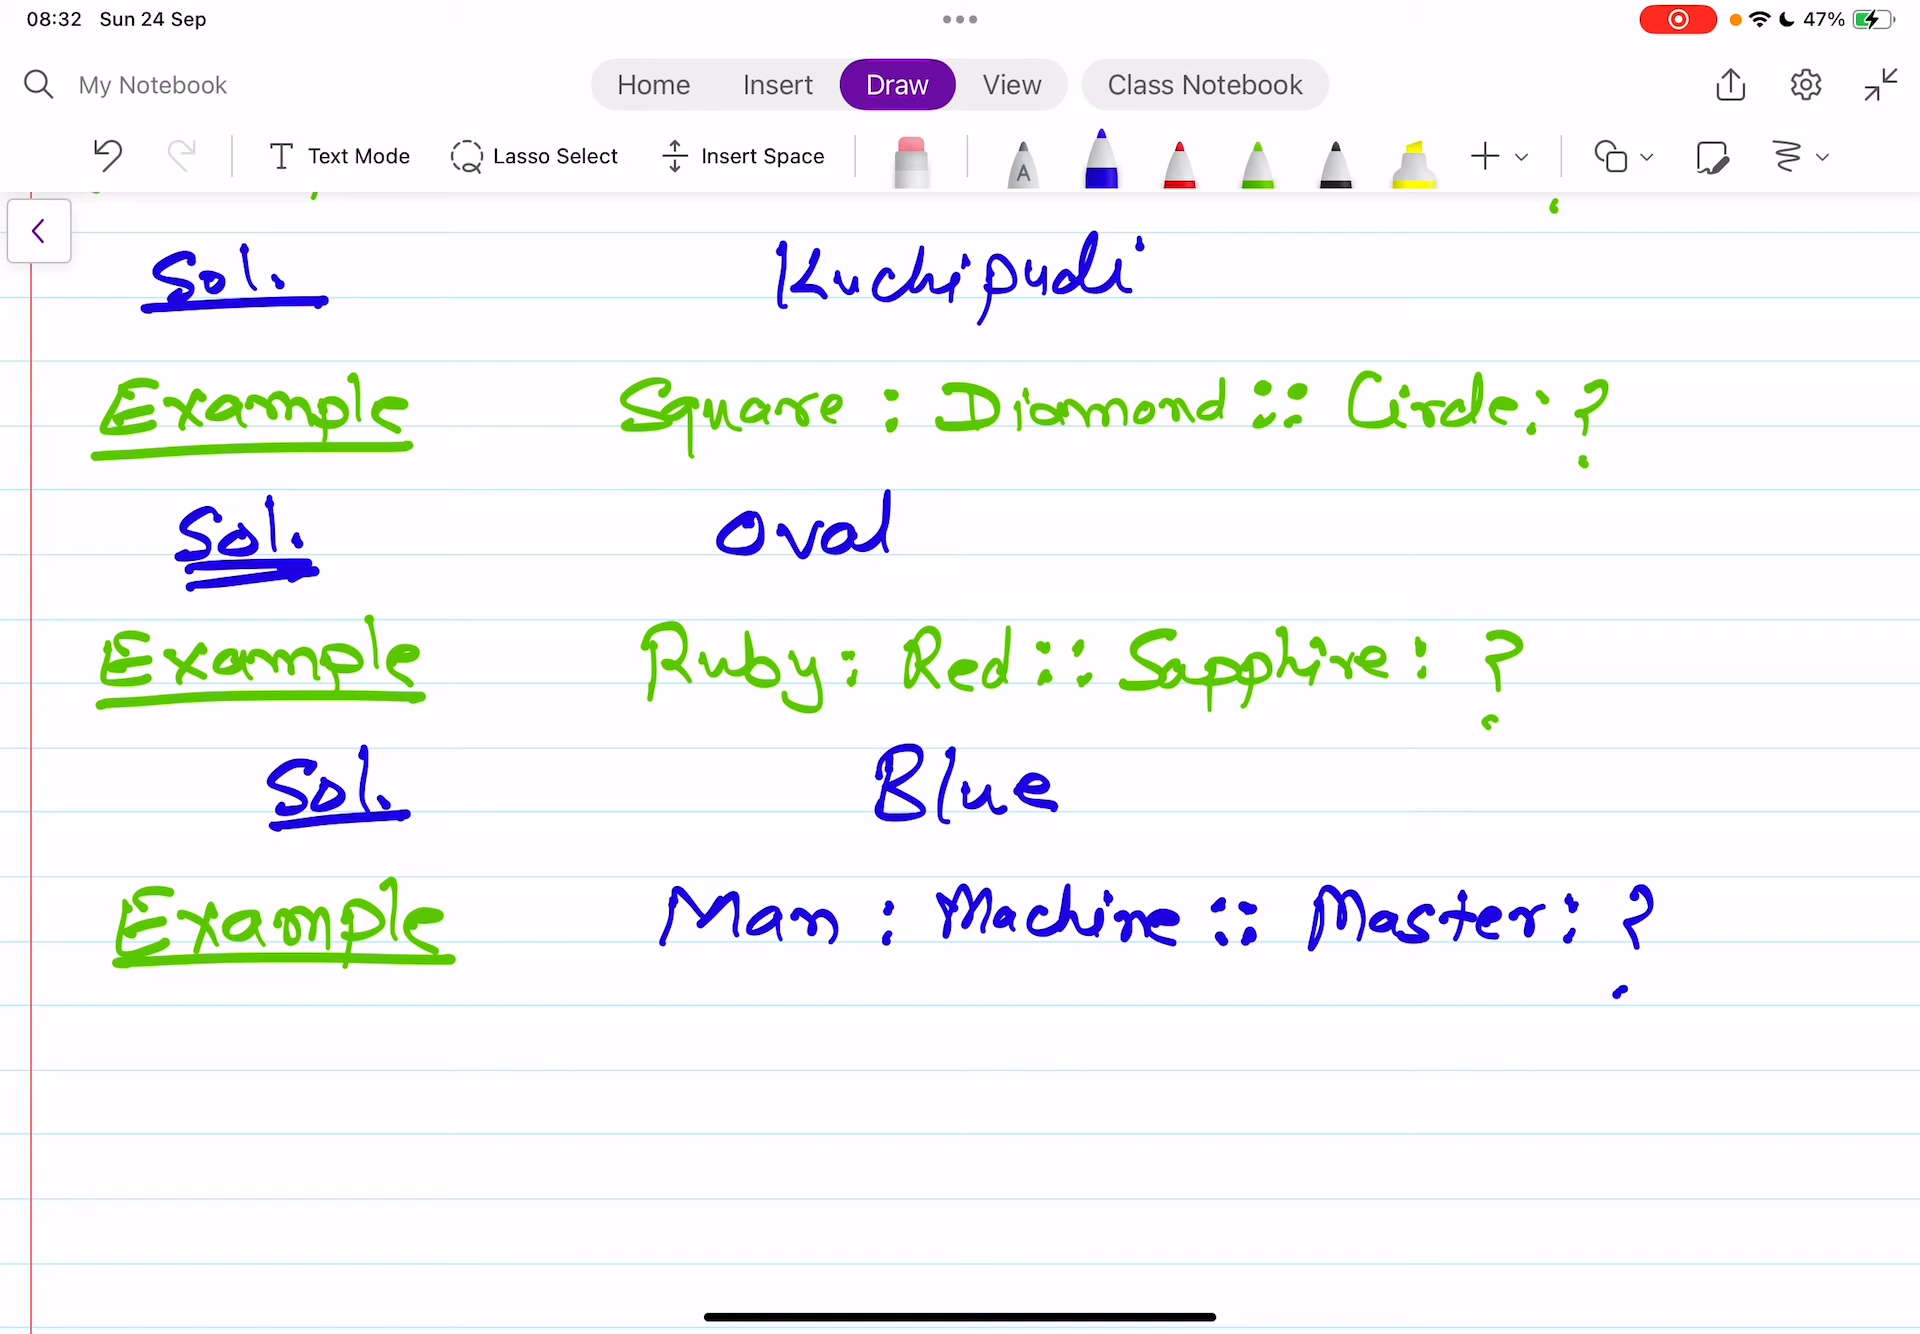 08:32 Sun 24 Sep
47%
My Notebook
Home Insert Draw View Class Notebook
Text Mode Lasso Select Insert Space
Sol. Kuchipudi
Example Square : Diamond :: Circle : ?
Sol. Oval
Example Ruby : Red :: Sapphire : ?
Sol. Blue
Example Man : Machine :: Master : ?